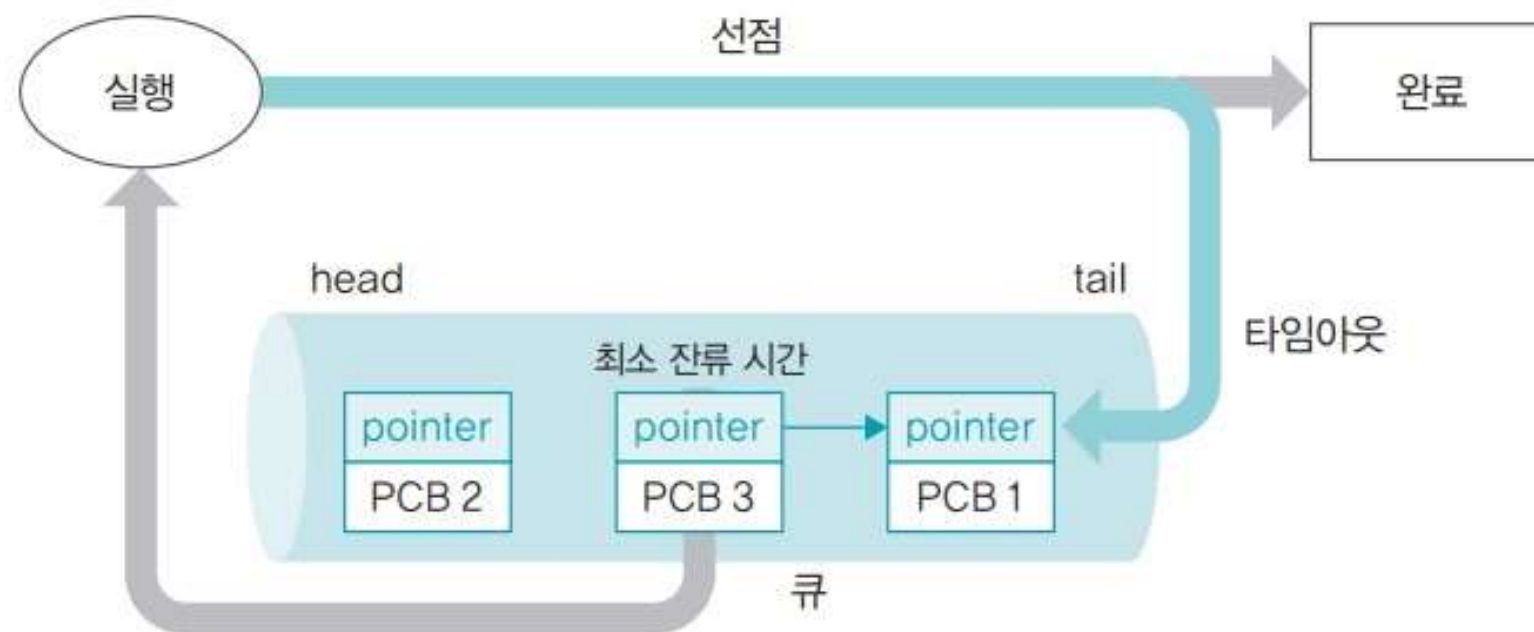 선점
실행
완료
head
tail
타임아웃
최소 잔류 시간
pointer
pointer
pointer
PCB 2
PCB 3
PCB 1
큐